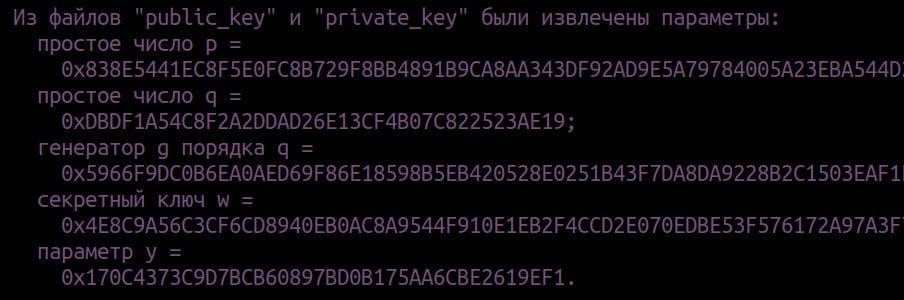 Из файлов "public_key" и "private_key" были извлечены параметры:
простое число p =
0x838E5441EC8F5E0FC8B729F8BB4891B9CA8AA343DF92AD9E5A79784005A23EBA544D
простое число q =
0xDBDF1A54C8F2A2DDAD26E13CF4B07C822523AE19;
генератор g порядка q =
0x5966F9DC0B6EA0AED69F86E18598B5EB420528E0251B43F7DA8DA9228B2C1503EAF1
секретный ключ w =
0x4E8C9A56C3CF6CD8940EB0AC8A9544F910E1EB2F4CCD2E070EDBE53F576172A97A3F
параметр y =
0x170C4373C9D7BCB60897BD0B175AA6CBE2619EF1.